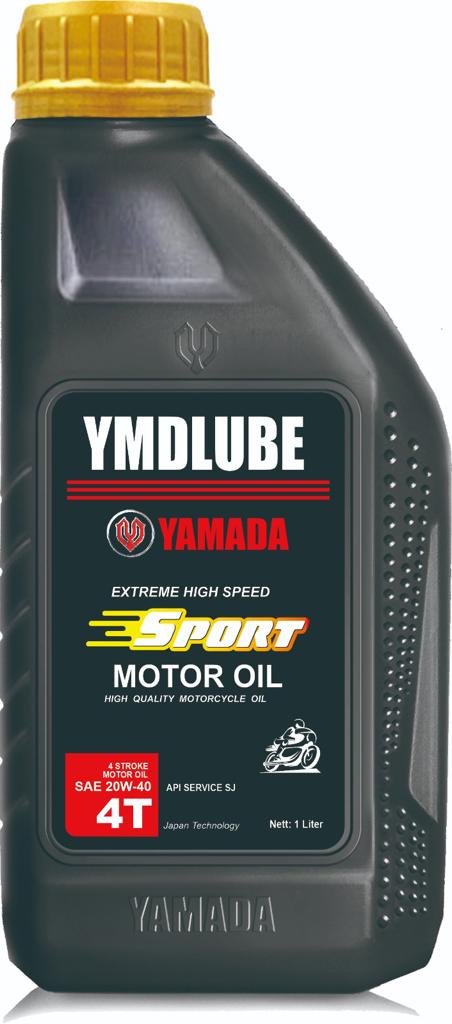 YMDLUBE
YAMADA
EXTREME HIGH SPEED
SPORT
MOTOR OIL
HIGH QUALITY MOTORCYCLE OIL
4 STROKE
MOTOR OIL
SAE 20W-40
API SERVICE SJ
4T
Japan Technology
Nett: 1 Liter
YAMADA